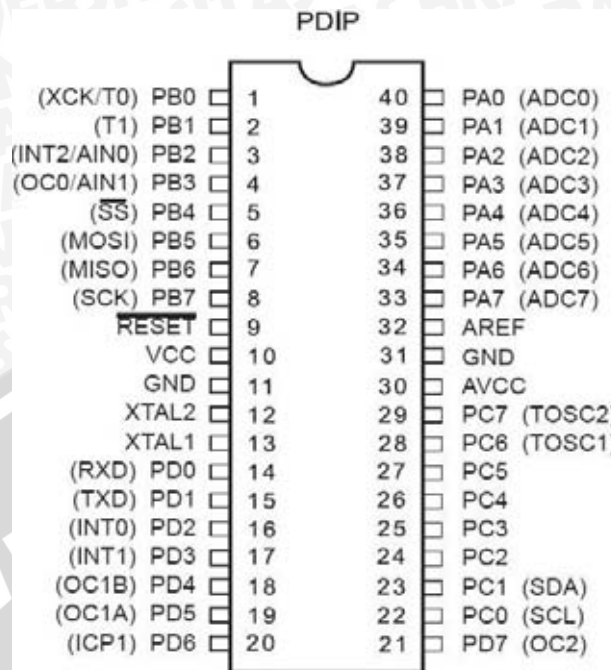 PDIP
(XCK/T0) PB0 1 40 PA0 (ADC0)
(T1) PB1 2 39 PA1 (ADC1)
(INT2/AIN0) PB2 3 38 PA2 (ADC2)
(OC0/AIN1) PB3 4 37 PA3 (ADC3)
(SS) PB4 5 36 PA4 (ADC4)
(MOSI) PB5 6 35 PA5 (ADC5)
(MISO) PB6 7 34 PA6 (ADC6)
(SCK) PB7 8 33 PA7 (ADC7)
RESET 9 32 AREF
VCC 10 31 GND
GND 11 30 AVCC
XTAL2 12 29 PC7 (TOSC2)
XTAL1 13 28 PC6 (TOSC1)
(RXD) PD0 14 27 PC5
(TXD) PD1 15 26 PC4
(INT0) PD2 16 25 PC3
(INT1) PD3 17 24 PC2
(OC1B) PD4 18 23 PC1 (SDA)
(OC1A) PD5 19 22 PC0 (SCL)
(ICP1) PD6 20 21 PD7 (OC2)